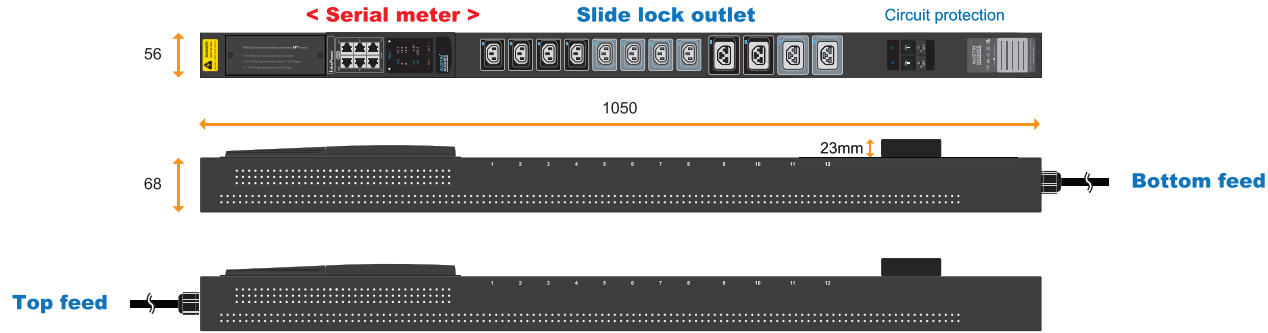 < Serial meter >
Slide lock outlet
Circuit protection
56
1050
23mm
68
1 2 3 4 5 6 7 8 9 10 11 12
Bottom feed
1 2 3 4 5 6 7 8 9 10 11 12
Top feed